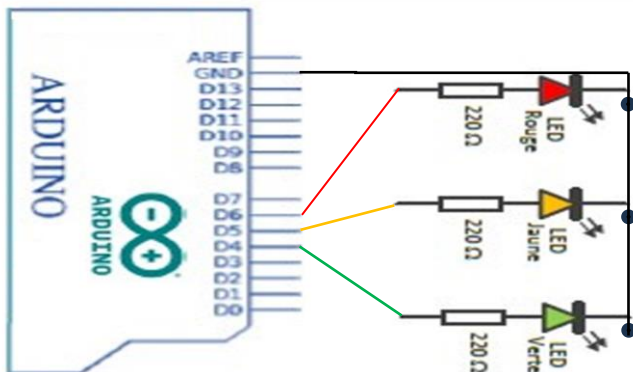 ARDUINO
ARDUINO
AREF
GND
D13
D12
D11
D10
D9
D8
D7
D6
D5
D4
D3
D2
D1
D0
220 Ω
LED
Rouge
220 Ω
LED
Jaune
220 Ω
LED
Verte